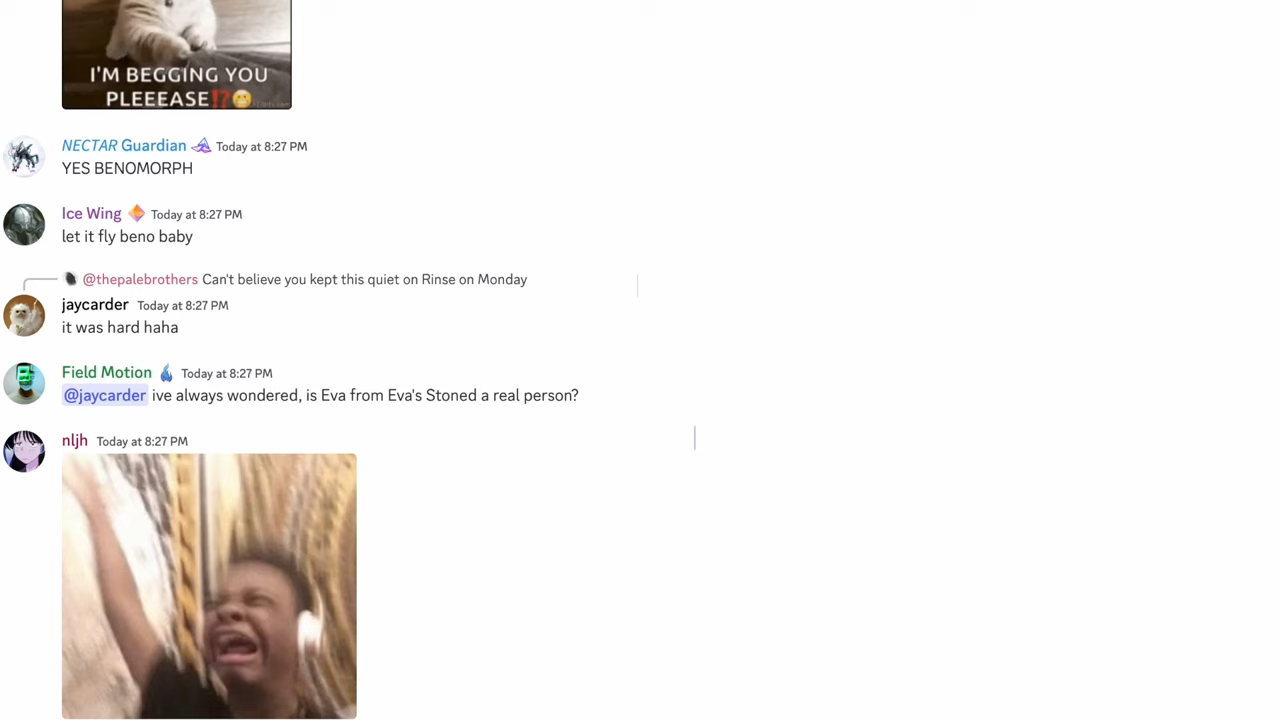 I'M BEGGING YOU
PLEEEASE⁉️😬
NECTAR Guardian Today at 8:27 PM
YES BENOMORPH
Ice Wing Today at 8:27 PM
let it fly beno baby
@thepalebrothers Can't believe you kept this quiet on Rinse on Monday
jaycarder Today at 8:27 PM
it was hard haha
Field Motion Today at 8:27 PM
@jaycarder ive always wondered, is Eva from Eva's Stoned a real person?
nljh Today at 8:27 PM